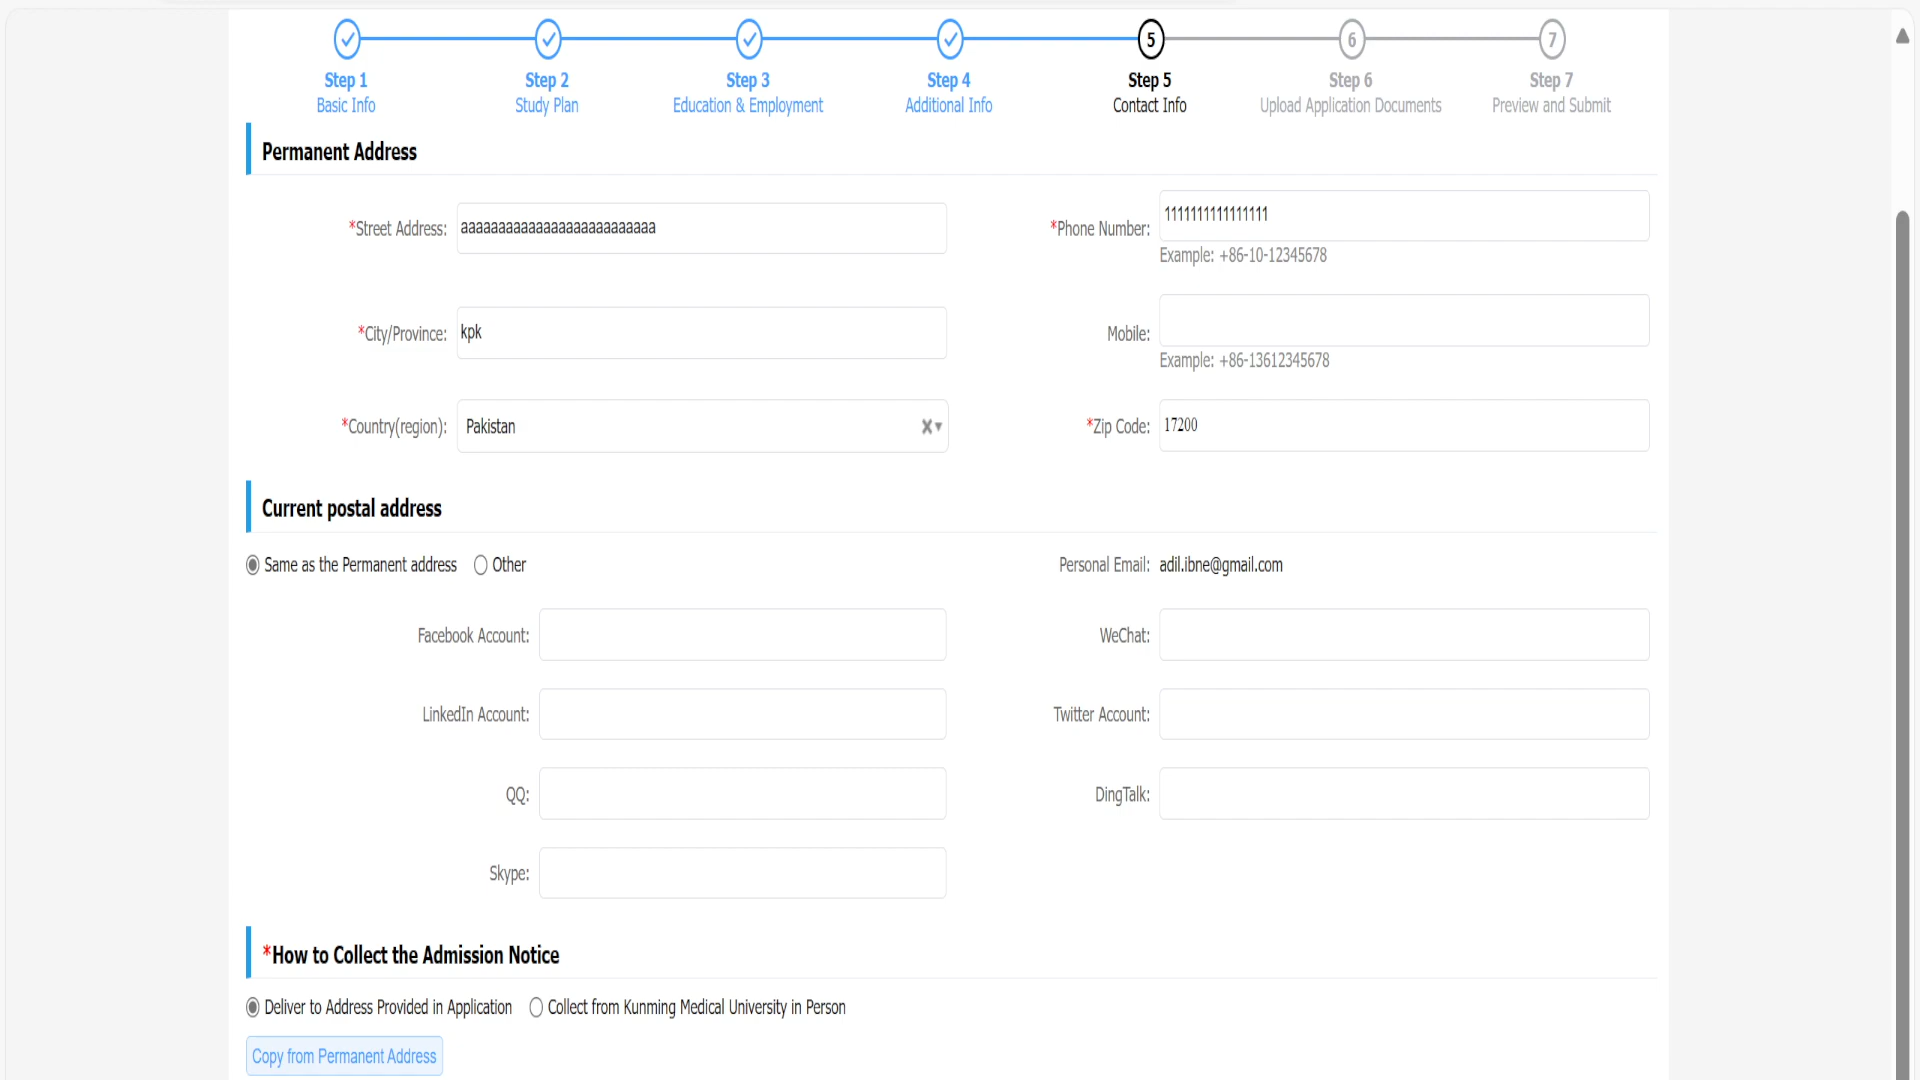 5 6 7
Step 1 Step 2 Step 3 Step 4 Step 5 Step 6 Step 7
Basic Info Study Plan Education & Employment Additional Info Contact Info Upload Application Documents Preview and Submit
Permanent Address
*Street Address: aaaaaaaaaaaaaaaaaaaaaaaaaa *Phone Number: 1111111111111111
Example: +86-10-12345678
*City/Province: kpk Mobile:
Example: +86-13612345678
*Country(region): Pakistan *Zip Code: 17200
Current postal address
Same as the Permanent address Other Personal Email: adil.ibne@gmail.com
Facebook Account: WeChat:
LinkedIn Account: Twitter Account:
QQ: DingTalk:
Skype:
*How to Collect the Admission Notice
Deliver to Address Provided in Application Collect from Kunming Medical University in Person
Copy from Permanent Address